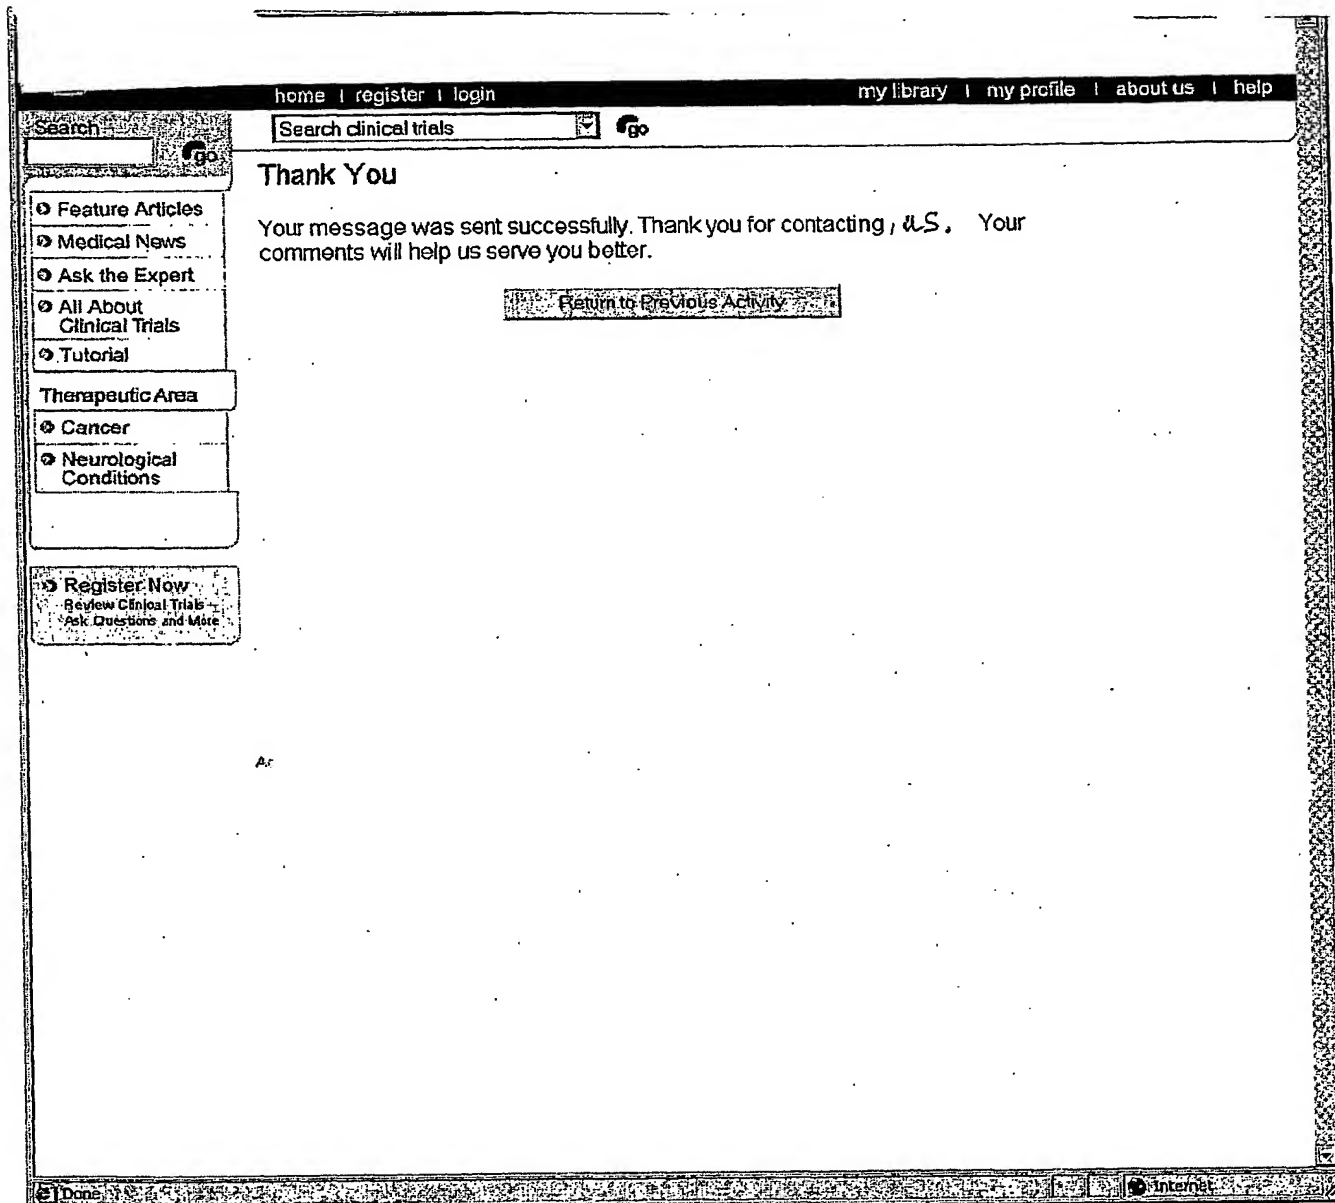 home | register | login my library | my profile | about us | help
Search
Search clinical trials go
go
Thank You
Your message was sent successfully. Thank you for contacting , us. Your
comments will help us serve you better.
Return to Previous Activity
Feature Articles
Medical News
Ask the Expert
All About
Clinical Trials
Tutorial
Therapeutic Area
Cancer
Neurological
Conditions
Register Now
Review Clinical Trials
Ask Questions and More
Ar
Done Internet